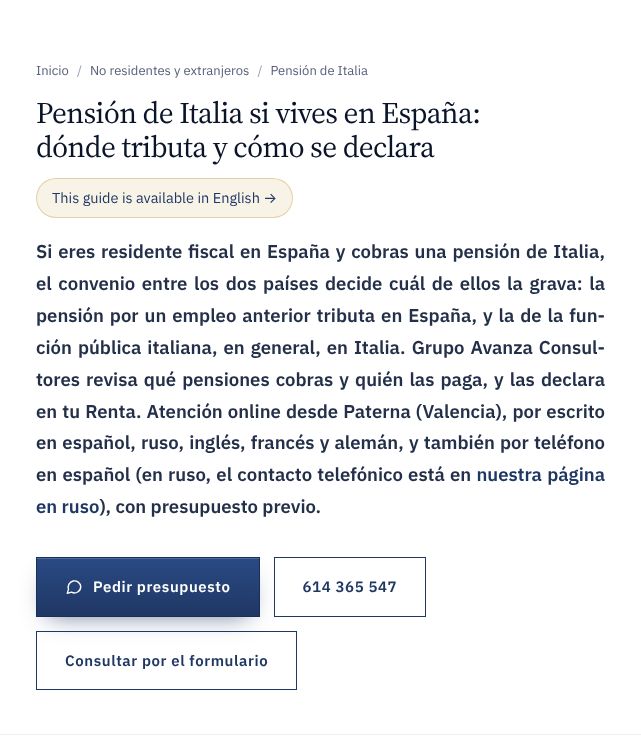 Inicio / No residentes y extranjeros / Pensión de Italia
Pensión de Italia si vives en España:
dónde tributa y cómo se declara
This guide is available in English →
Si eres residente fiscal en España y cobras una pensión de Italia,
el convenio entre los dos países decide cuál de ellos la grava: la
pensión por un empleo anterior tributa en España, y la de la fun-
ción pública italiana, en general, en Italia. Grupo Avanza Consul-
tores revisa qué pensiones cobras y quién las paga, y las declara
en tu Renta. Atención online desde Paterna (Valencia), por escrito
en español, ruso, inglés, francés y alemán, y también por teléfono
en español (en ruso, el contacto telefónico está en nuestra página
en ruso), con presupuesto previo.
Pedir presupuesto
614 365 547
Consultar por el formulario